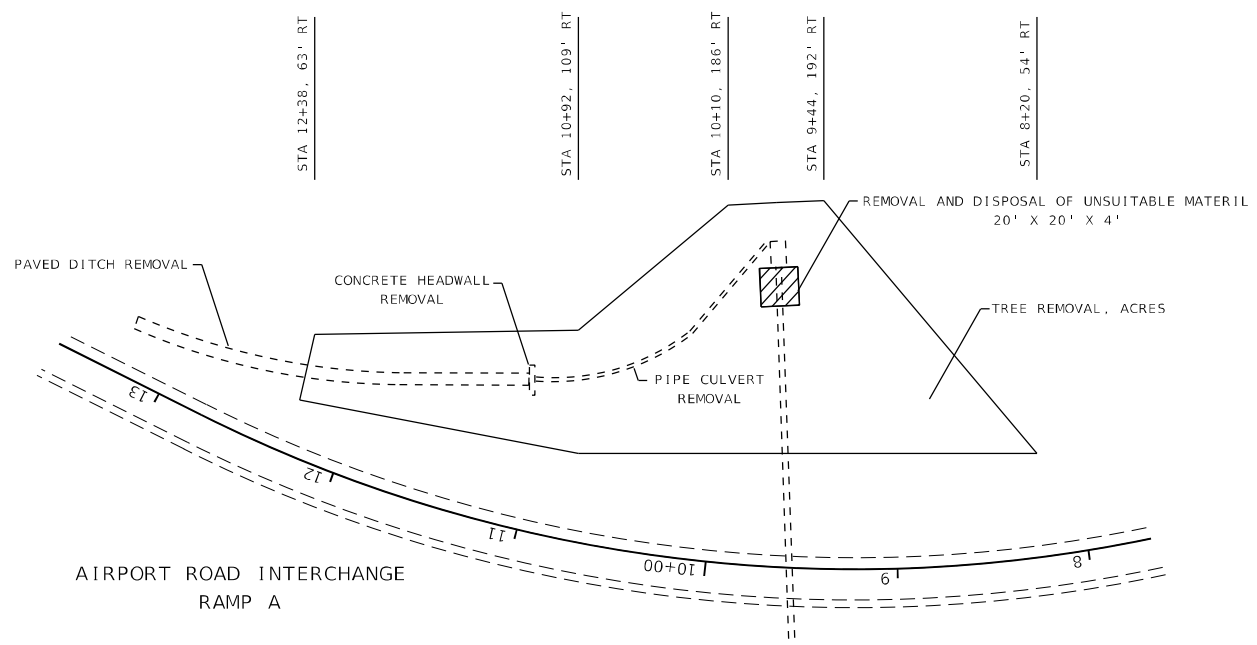 STA 12+38, 63' RT
STA 10+92, 109' RT
STA 10+10, 186' RT
STA 9+44, 192' RT
STA 8+20, 54' RT
REMOVAL AND DISPOSAL OF UNSUITABLE MATERIL
20' X 20' X 4'
PAVED DITCH REMOVAL
CONCRETE HEADWALL
REMOVAL
TREE REMOVAL, ACRES
PIPE CULVERT
REMOVAL
13
12
11
10+00
9
8
AIRPORT ROAD INTERCHANGE
RAMP A